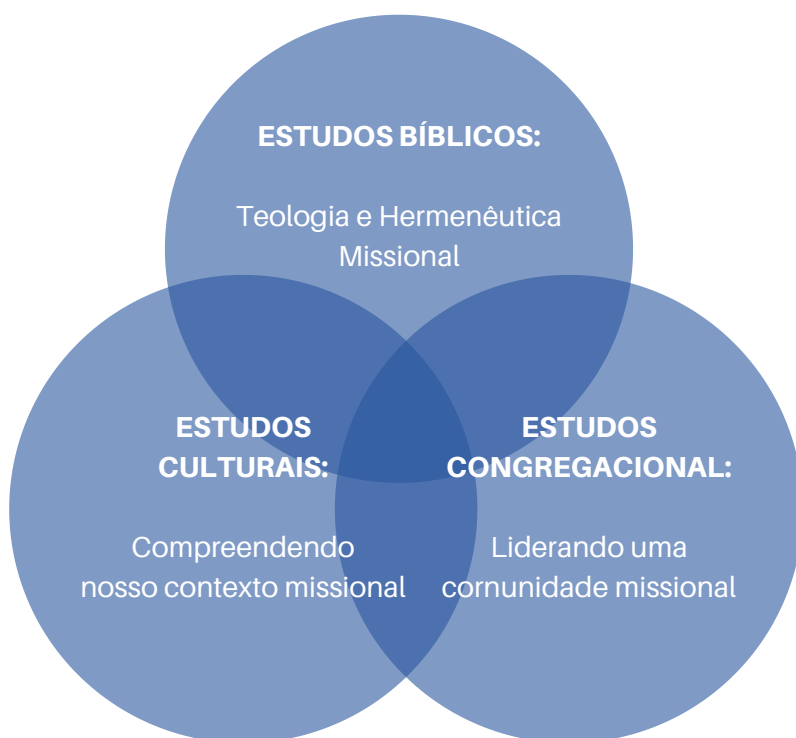 ESTUDOS BÍBLICOS:
Teologia e Hermenêutica
Missional
ESTUDOS
CULTURAIS:
Compreendendo
nosso contexto missional
ESTUDOS
CONGREGACIONAL:
Liderando uma
cornunidade missional